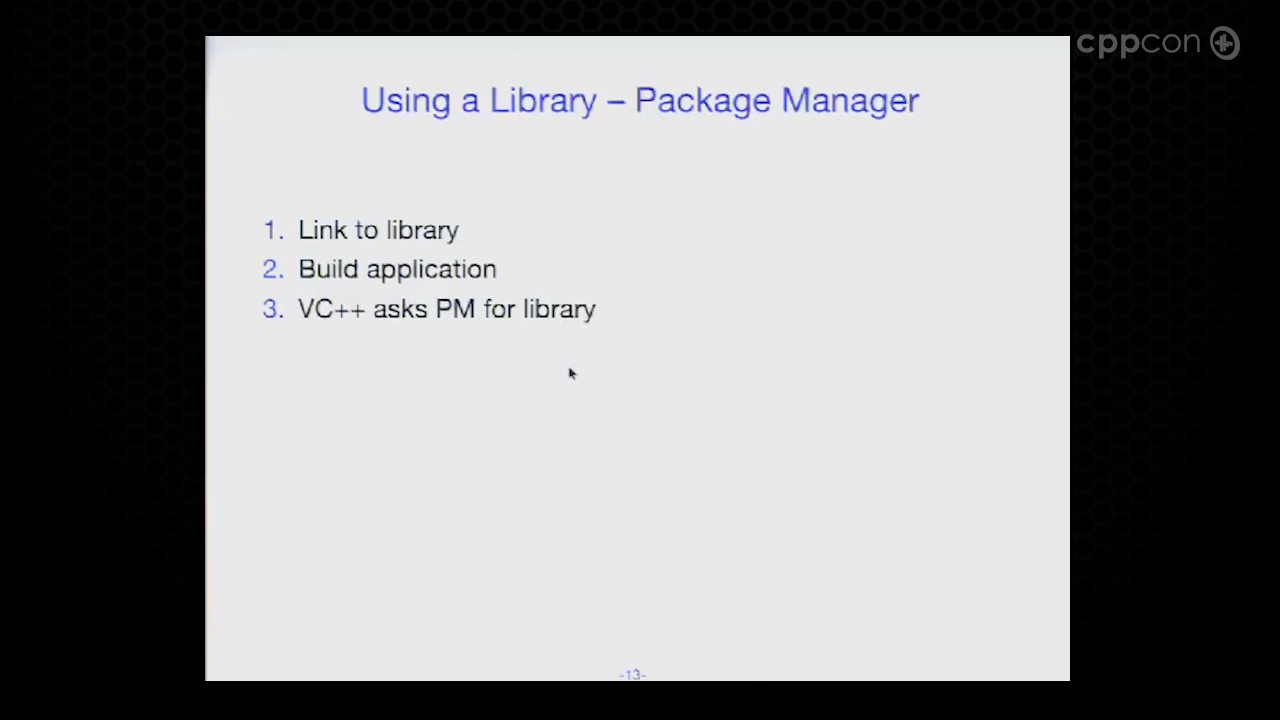 cppcon
Using a Library – Package Manager
1. Link to library
2. Build application
3. VC++ asks PM for library
-13-